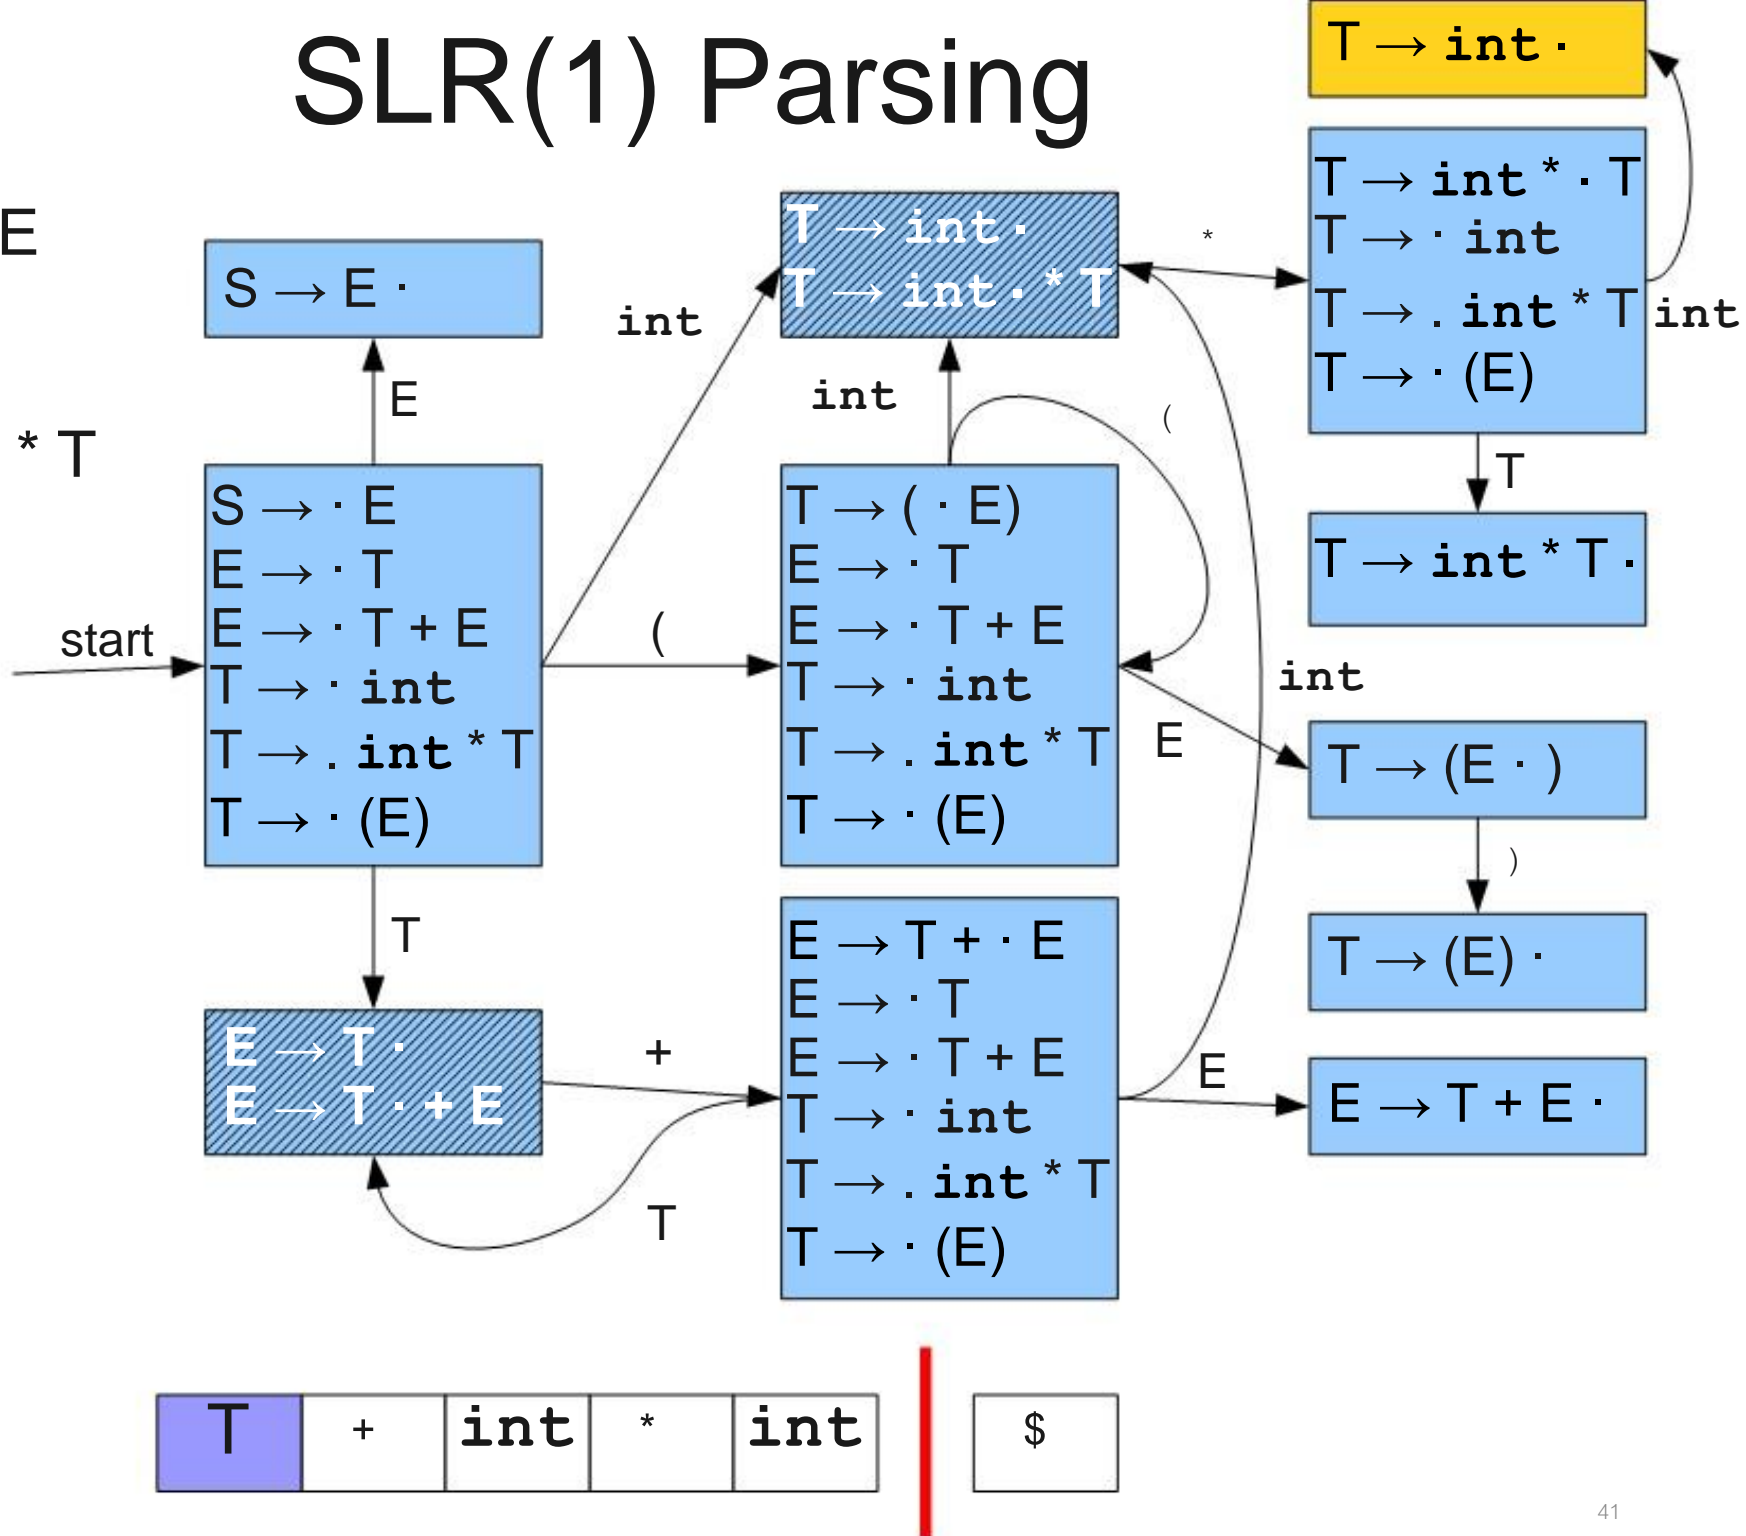 SLR(1) Parsing
E
* T
T → int ·
T → int * · T
T → · int
T → . int * T
T → · (E)
int
T → int ·
T → int · * T
*
S → E ·
int
E
int
(
T
T → int * T ·
start
S → · E
E → · T
E → · T + E
T → · int
T → . int * T
T → · (E)
(
T → ( · E)
E → · T
E → · T + E
T → · int
T → . int * T
T → · (E)
int
E
T → (E · )
)
T → (E) ·
T
E → T ·
E → T · + E
+
T
E → T + · E
E → · T
E → · T + E
T → · int
T → . int * T
T → · (E)
E
E → T + E ·
T + int * int $
41